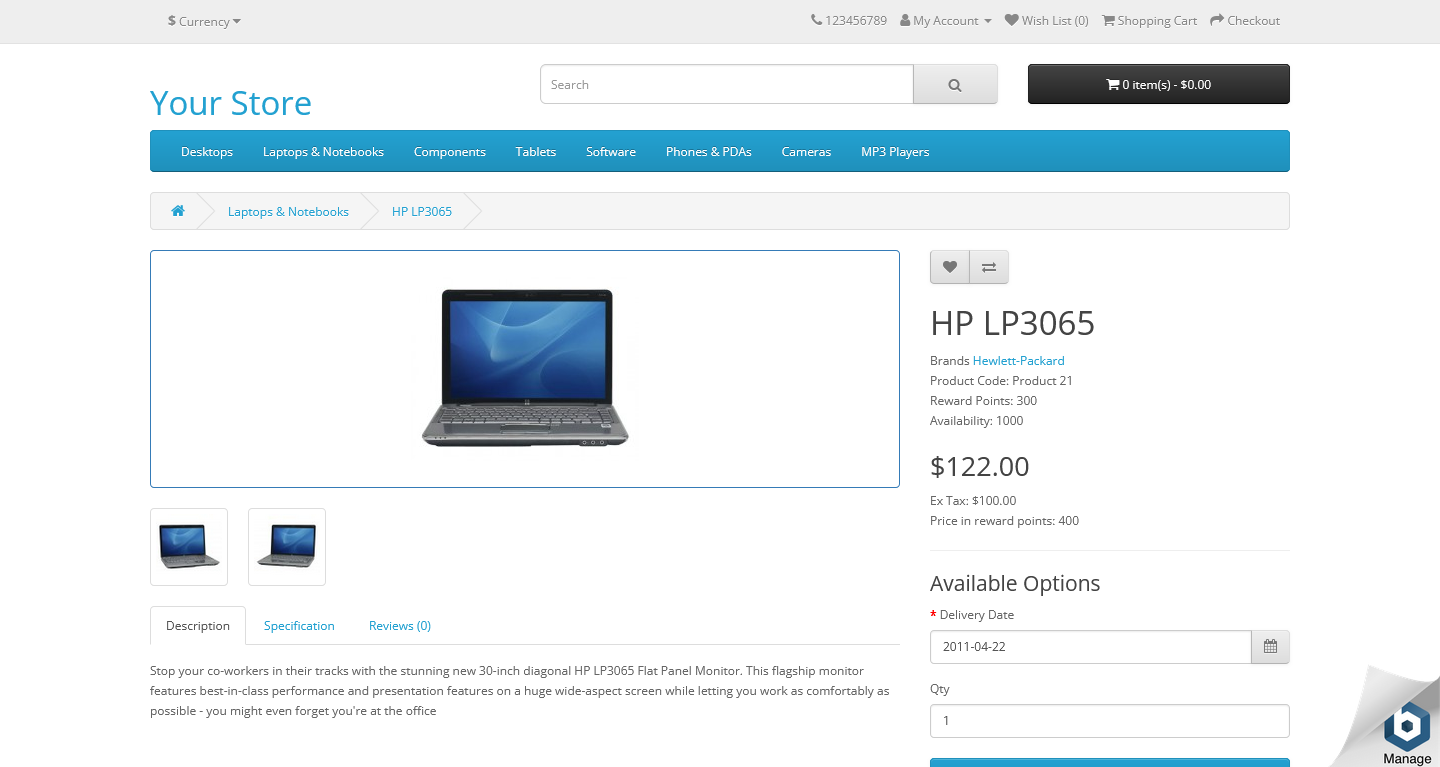 $ Currency
123456789 My Account Wish List (0) Shopping Cart Checkout
Your Store
Search
0 item(s) - $0.00
Desktops Laptops & Notebooks Components Tablets Software Phones & PDAs Cameras MP3 Players
Laptops & Notebooks HP LP3065
HP LP3065
Brands Hewlett-Packard
Product Code: Product 21
Reward Points: 300
Availability: 1000
$122.00
Ex Tax: $100.00
Price in reward points: 400
Available Options
* Delivery Date
2011-04-22
Qty
1
Description Specification Reviews (0)
Stop your co-workers in their tracks with the stunning new 30-inch diagonal HP LP3065 Flat Panel Monitor. This flagship monitor
features best-in-class performance and presentation features on a huge wide-aspect screen while letting you work as comfortably as
possible - you might even forget you're at the office
Manage